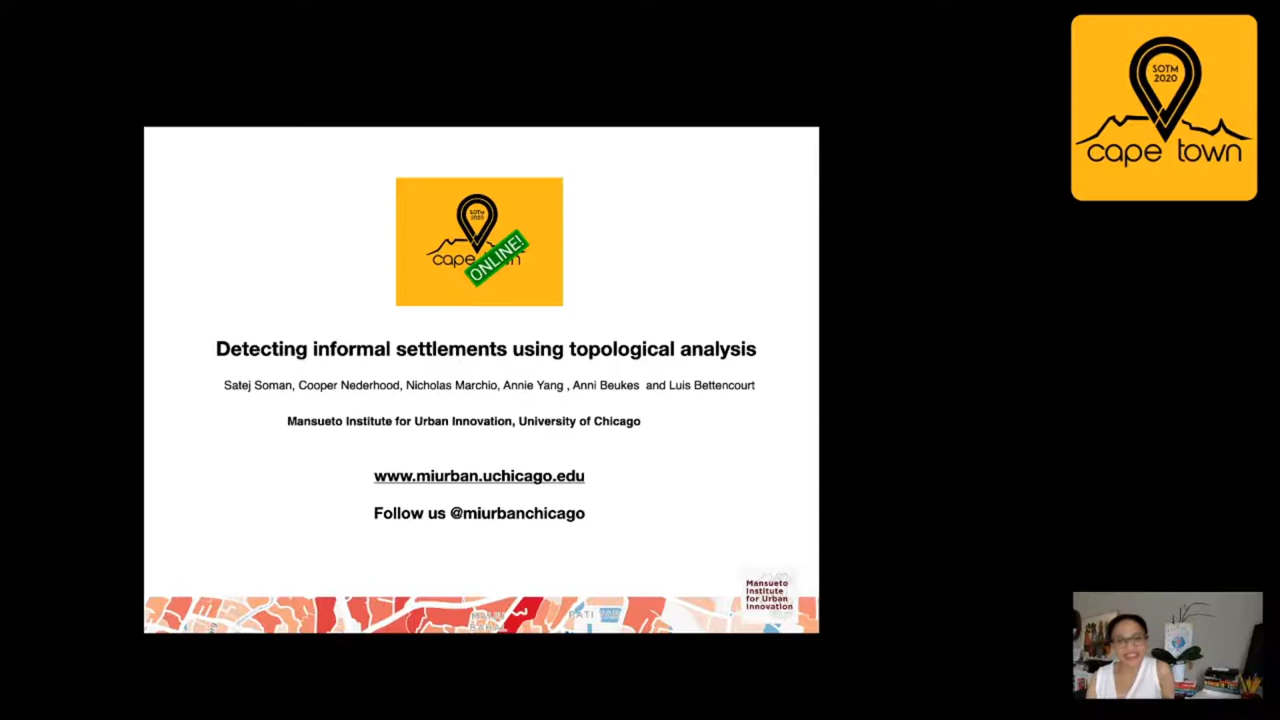 SOTM
2020
cape town
SOTM
2020
cape
ONLINE!
Detecting informal settlements using topological analysis
Satej Soman, Cooper Nederhood, Nicholas Marchio, Annie Yang , Anni Beukes and Luis Bettencourt
Mansueto Institute for Urban Innovation, University of Chicago
www.miurban.uchicago.edu
Follow us @miurbanchicago
Mansueto
Institute
for Urban
Innovation
PATI